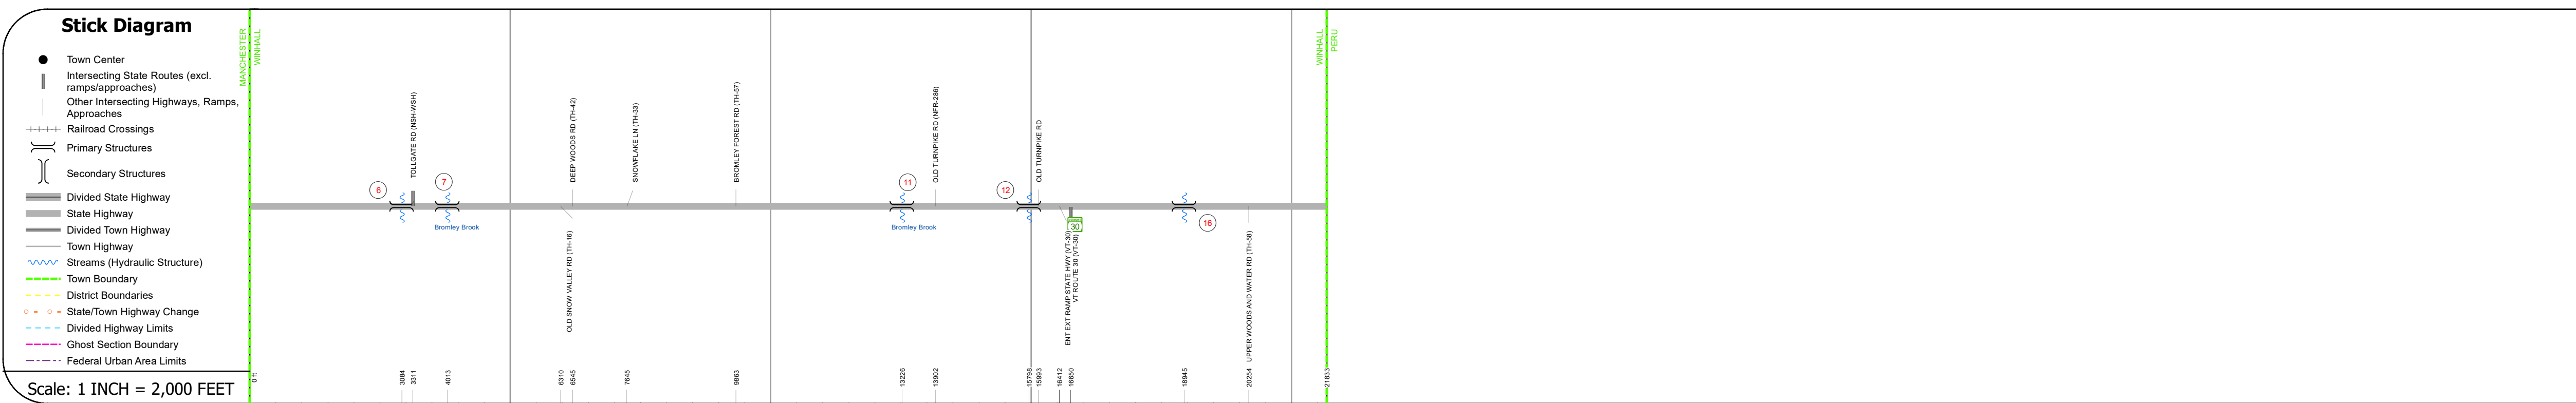 Stick Diagram
Town Center
Intersecting State Routes (excl.
ramps/approaches)
Other Intersecting Highways, Ramps,
Approaches
Railroad Crossings
Primary Structures
Secondary Structures
Divided State Highway
State Highway
Divided Town Highway
Town Highway
Streams (Hydraulic Structure)
Town Boundary
District Boundaries
State/Town Highway Change
Divided Highway Limits
Ghost Section Boundary
Federal Urban Area Limits
Scale: 1 INCH = 2,000 FEET
MANCHESTER
WINHALL
TOLLGATE RD (NSH-WSH)
DEEP WOODS RD (TH-42)
SNOWFLAKE LN (TH-33)
BROMLEY FOREST RD (TH-57)
OLD TURNPIKE RD (NFR-286)
OLD TURNPIKE RD
WINHALL
PERU
6
7
11
12
16
30
Bromley Brook
Bromley Brook
OLD SNOW VALLEY RD (TH-16)
ENT EXT RAMP STATE HWY (VT-30)
VT ROUTE 30 (VT-30)
UPPER WOODS AND WATER RD (TH-58)
0 ft
3084
3311
4013
6310
6545
7645
9863
13226
13902
15798
15993
16412
16650
18945
20254
21833